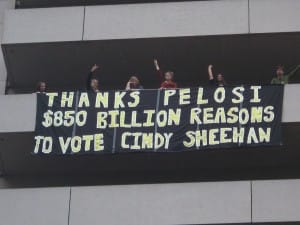 THANKS PELOSI
$850 BILLION REASONS
TO VOTE CINDY SHEEHAN